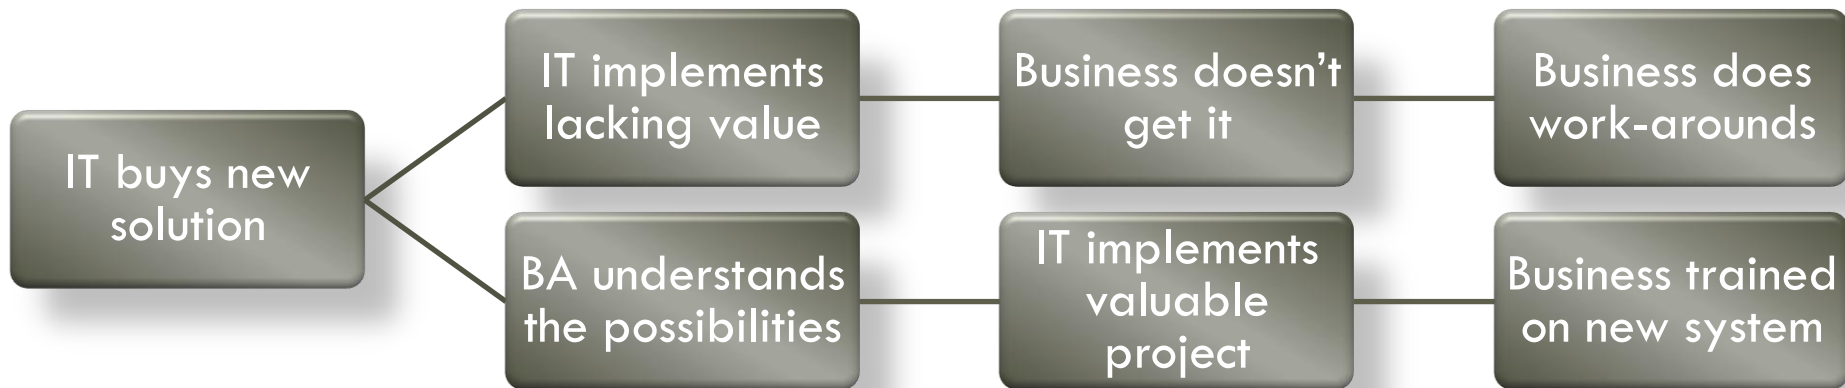 IT buys new
solution
IT implements
lacking value
Business doesn’t
get it
Business does
work-arounds
BA understands
the possibilities
IT implements
valuable
project
Business trained
on new system